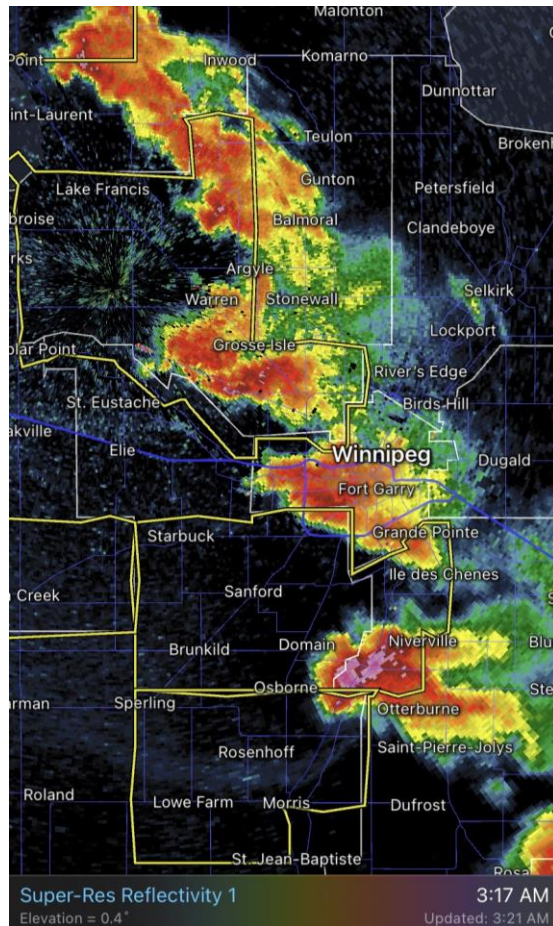 Malonton
Point
Inwood
Komarno
Dunnottar
int-Laurent
Teulon
Brokenh
Gunton
Lake Francis
Petersfield
broise
Balmoral
Clandeboye
rks
Argyle
Warren
Stonewall
Selkirk
Lockport
olar Point
Grosse Isle
River's Edge
St. Eustache
Birds Hill
akville
Elie
Winnipeg
Dugald
Fort Garry
Starbuck
Grande Pointe
Ile des Chenes
n Creek
Sanford
S
Brunkild
Domain
Niverville
Blu
Osborne
Ste
arman
Sperling
Otterburne
Rosenhoff
Saint-Pierre-Jolys
Roland
Lowe Farm
Morris
Dufrost
St. Jean-Baptiste
Rosa
Super-Res Reflectivity 1
3:17 AM
Elevation = 0.4°
Updated: 3:21 AM